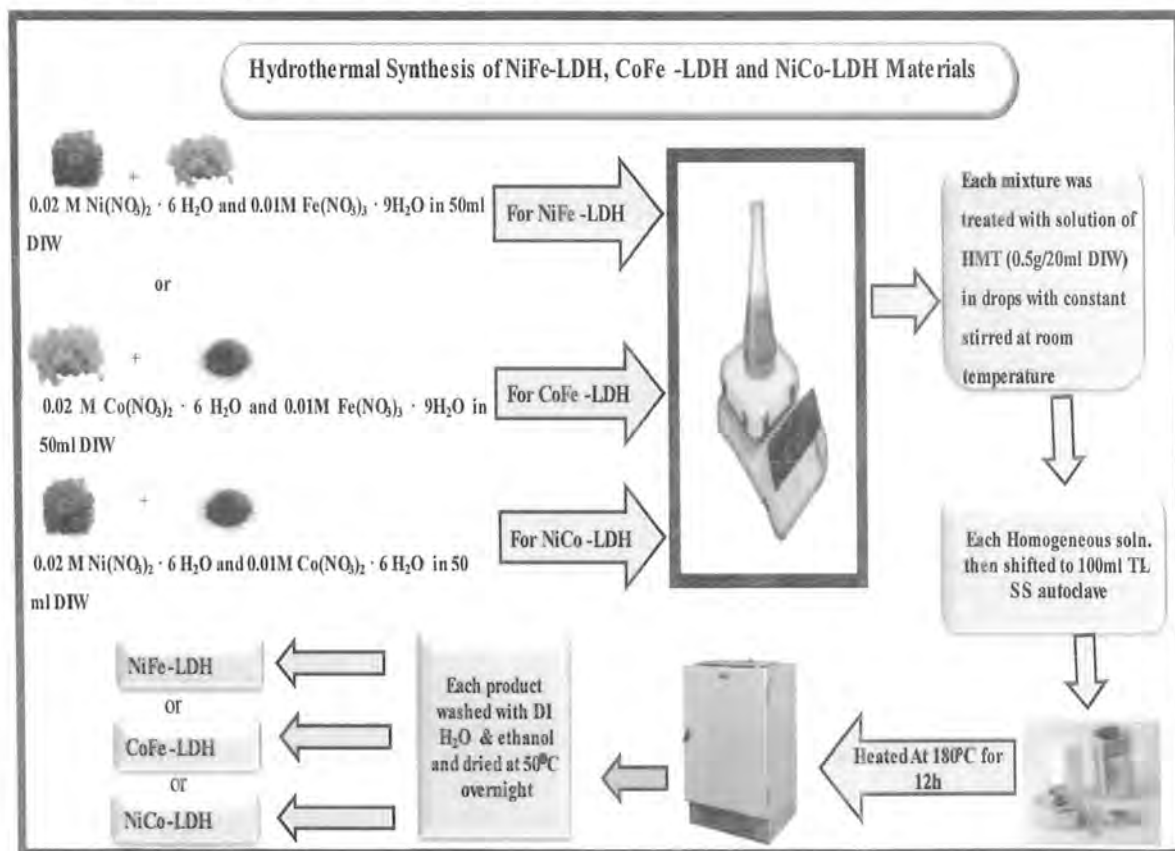 Hydrothermal Synthesis of NiFe-LDH, CoFe -LDH and NiCo-LDH Materials
+
0.02 M Ni(NO₃)₂ · 6 H₂O and 0.01M Fe(NO₃)₃ · 9H₂O in 50ml
DIW
For NiFe -LDH
or
+
0.02 M Co(NO₃)₂ · 6 H₂O and 0.01M Fe(NO₃)₃ · 9H₂O in
50ml DIW
For CoFe -LDH
+
0.02 M Ni(NO₃)₂ · 6 H₂O and 0.01M Co(NO₃)₂ · 6 H₂O in 50
ml DIW
For NiCo -LDH
Each mixture was
treated with solution of
HMT (0.5g/20ml DIW)
in drops with constant
stirred at room
temperature
Each Homogeneous soln.
then shifted to 100ml TL
SS autoclave
Heated At 180⁰C for
12h
Each product
washed with DI
H₂O & ethanol
and dried at 50⁰C
overnight
NiFe-LDH
or
CoFe-LDH
or
NiCo-LDH